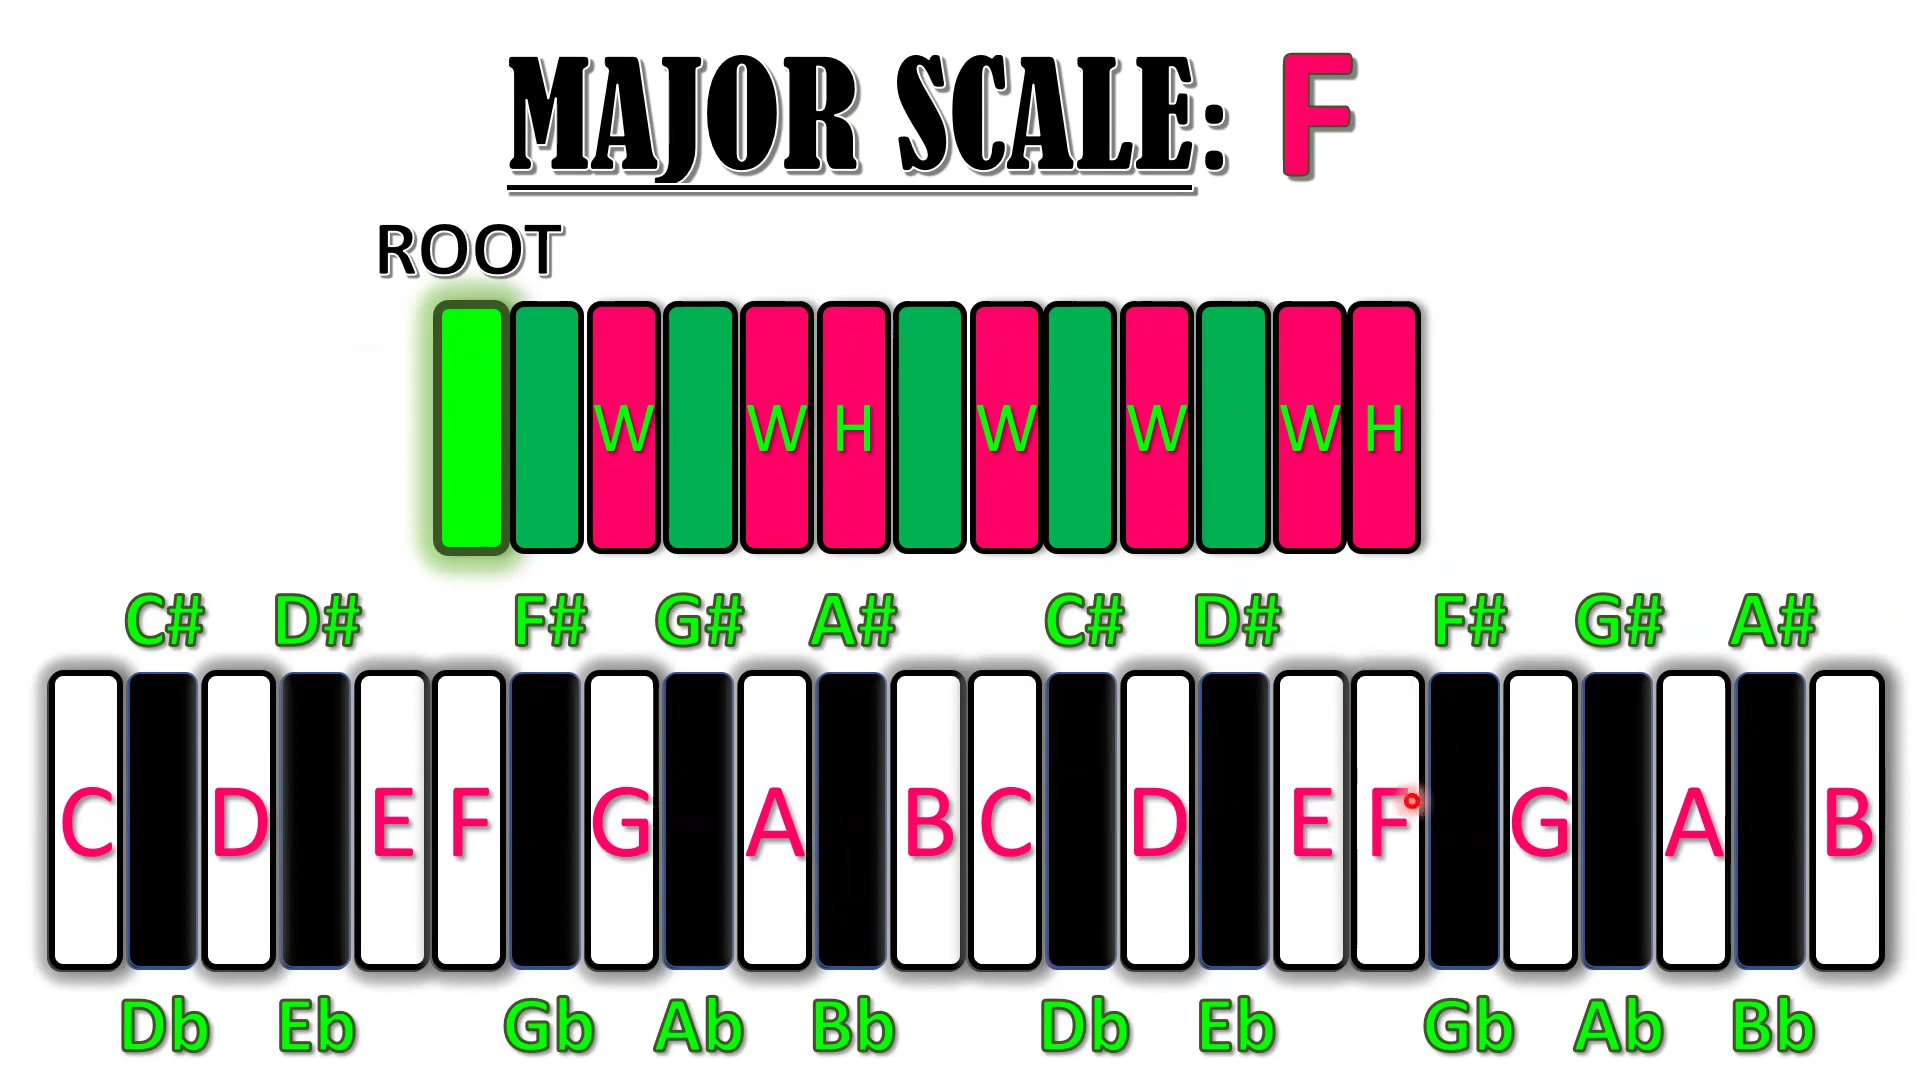 MAJOR SCALE: F
ROOT
W W H W W W H
C# D# F# G# A# C# D# F# G# A#
C D E F G A B C D E F G A B
Db Eb Gb Ab Bb Db Eb Gb Ab Bb